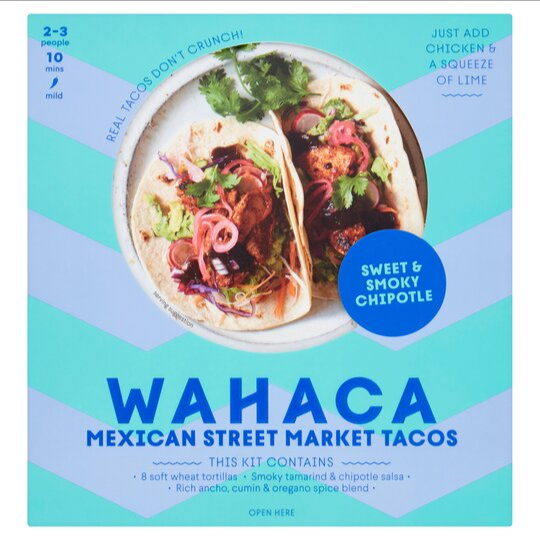 2-3
people
10
mins
mild
REAL TACOS DON'T CRUNCH!
JUST ADD
CHICKEN &
A SQUEEZE
OF LIME
serving suggestion
SWEET &
SMOKY
CHIPOTLE
WAHACA
MEXICAN STREET MARKET TACOS
THIS KIT CONTAINS
• 8 soft wheat tortillas • Smoky tamarind & chipotle salsa •
• Rich ancho, cumin & oregano spice blend •
OPEN HERE